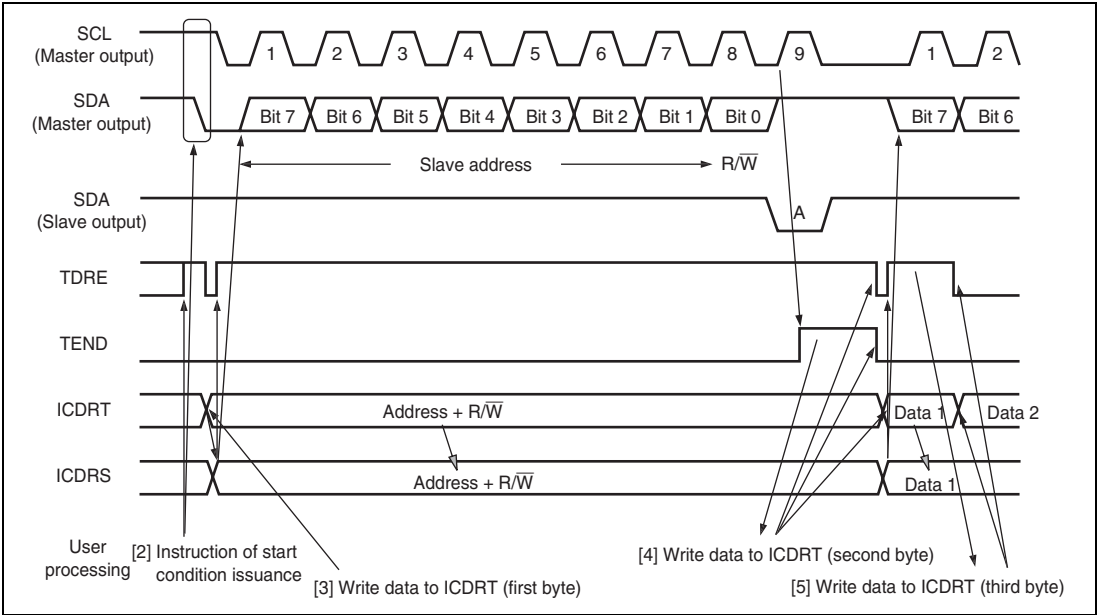 SCL
(Master output)
1 2 3 4 5 6 7 8 9 1 2
SDA
(Master output)
Bit 7 Bit 6 Bit 5 Bit 4 Bit 3 Bit 2 Bit 1 Bit 0 Bit 7 Bit 6
Slave address R/W̅
SDA
(Slave output)
A
TDRE
TEND
ICDRT
Address + R/W̅ Data 1 Data 2
ICDRS
Address + R/W̅ Data 1
User
processing
[2] Instruction of start
condition issuance
[3] Write data to ICDRT (first byte)
[4] Write data to ICDRT (second byte)
[5] Write data to ICDRT (third byte)